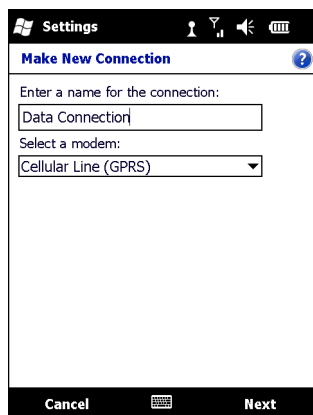 Settings
Make New Connection
Enter a name for the connection:
Data Connection
Select a modem:
Cellular Line (GPRS)
Cancel Next